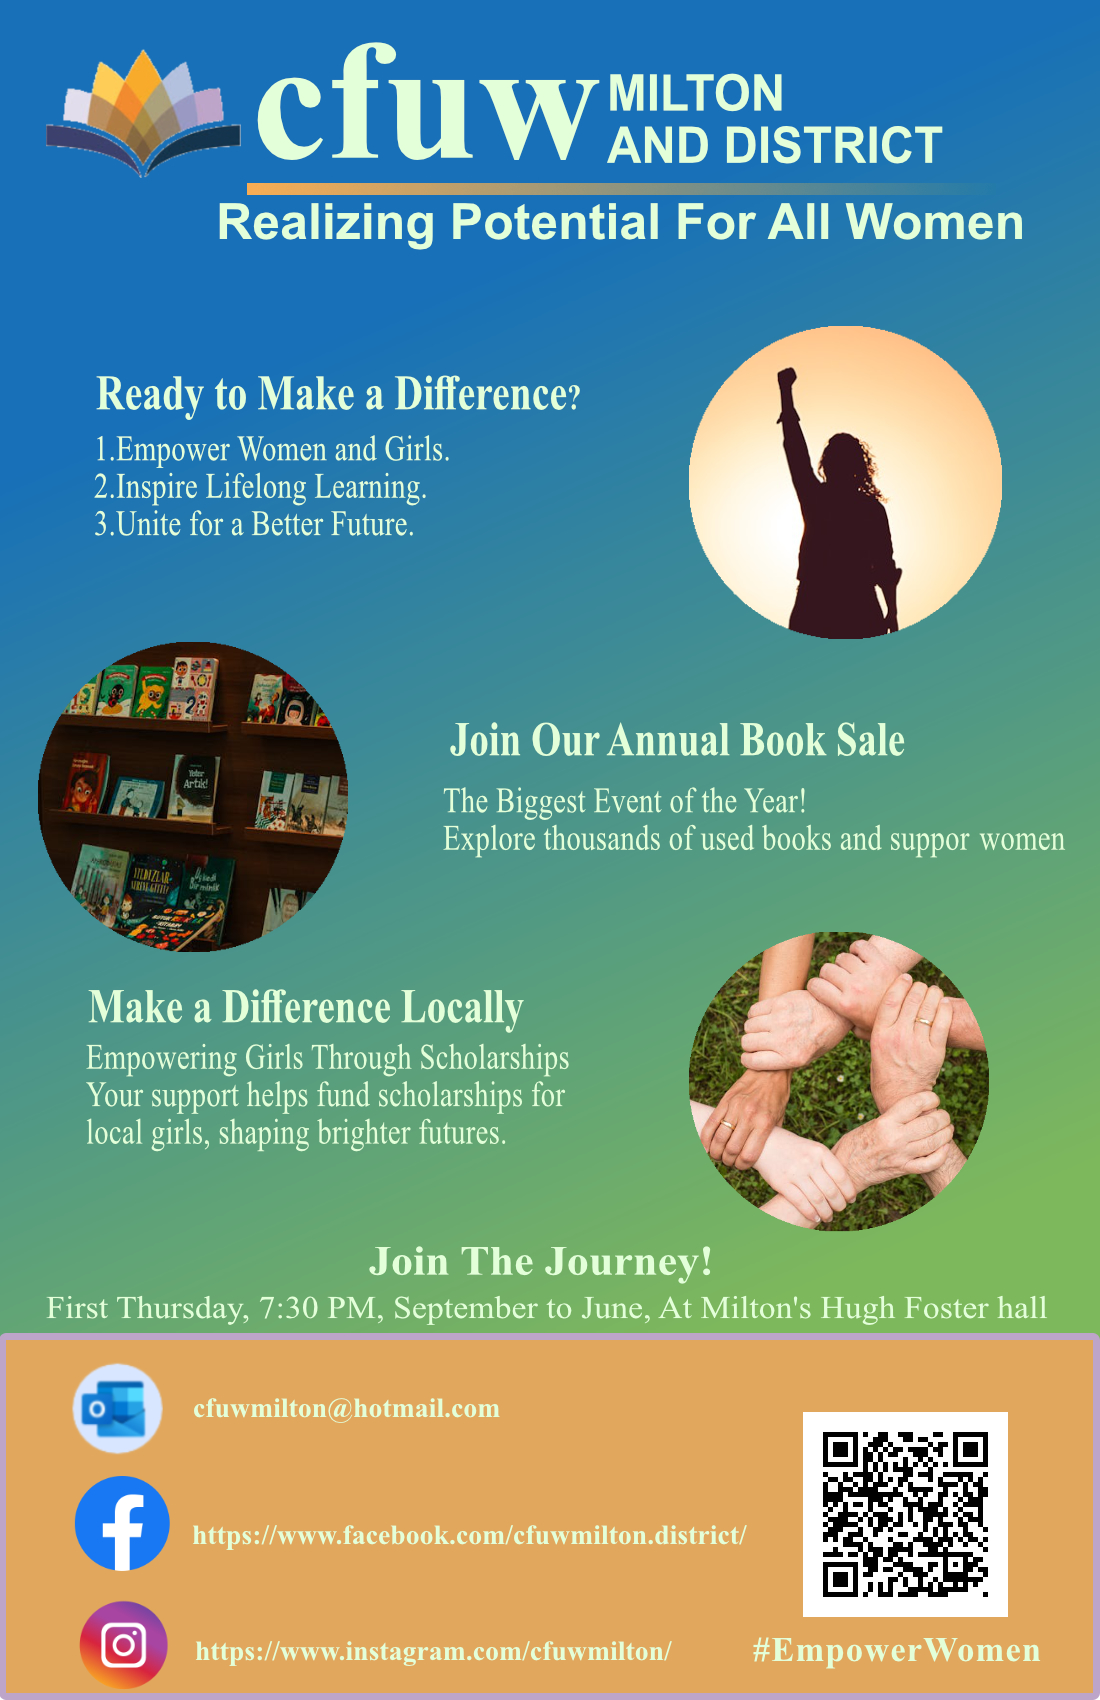 cfuw MILTON
AND DISTRICT
Realizing Potential For All Women
Ready to Make a Difference?
1.Empower Women and Girls.
2.Inspire Lifelong Learning.
3.Unite for a Better Future.
Join Our Annual Book Sale
The Biggest Event of the Year!
Explore thousands of used books and suppor women
Yeter
Artık!
YILDIZLAR
Make a Difference Locally
Empowering Girls Through Scholarships
Your support helps fund scholarships for
local girls, shaping brighter futures.
Join The Journey!
First Thursday, 7:30 PM, September to June, At Milton's Hugh Foster hall
cfuwmilton@hotmail.com
https://www.facebook.com/cfuwmilton.district/
https://www.instagram.com/cfuwmilton/
#EmpowerWomen